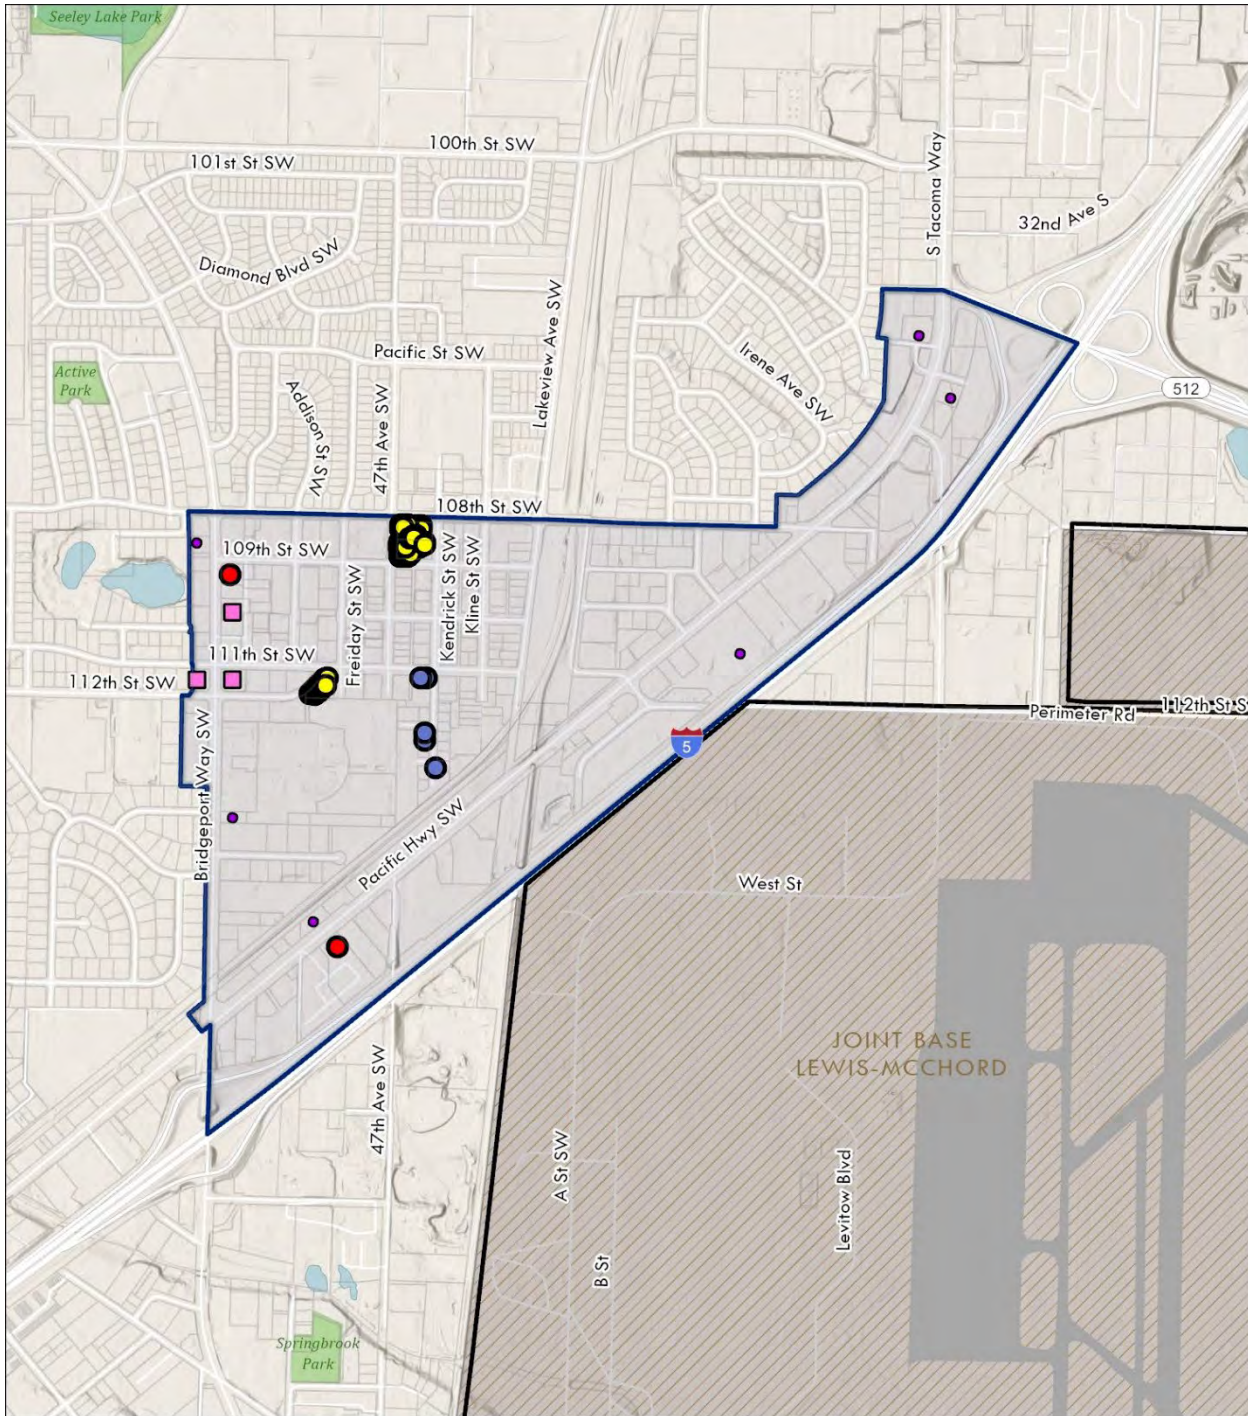 Seeley Lake Park
100th St SW
101st St SW
S Tacoma Way
32nd Ave S
Diamond Blvd SW
Lakeview Ave SW
Pacific St SW
Irene Ave SW
Active
Park
512
Addison St SW
47th Ave SW
108th St SW
109th St SW
Kendrick St SW
Kline St SW
Freiday St SW
111th St SW
112th St SW
112th St S
Perimeter Rd
5
Bridgeport Way SW
Pacific Hwy SW
West St
JOINT BASE
LEWIS-MCCHORD
47th Ave SW
A St SW
Levitow Blvd
B St
Springbrook
Park